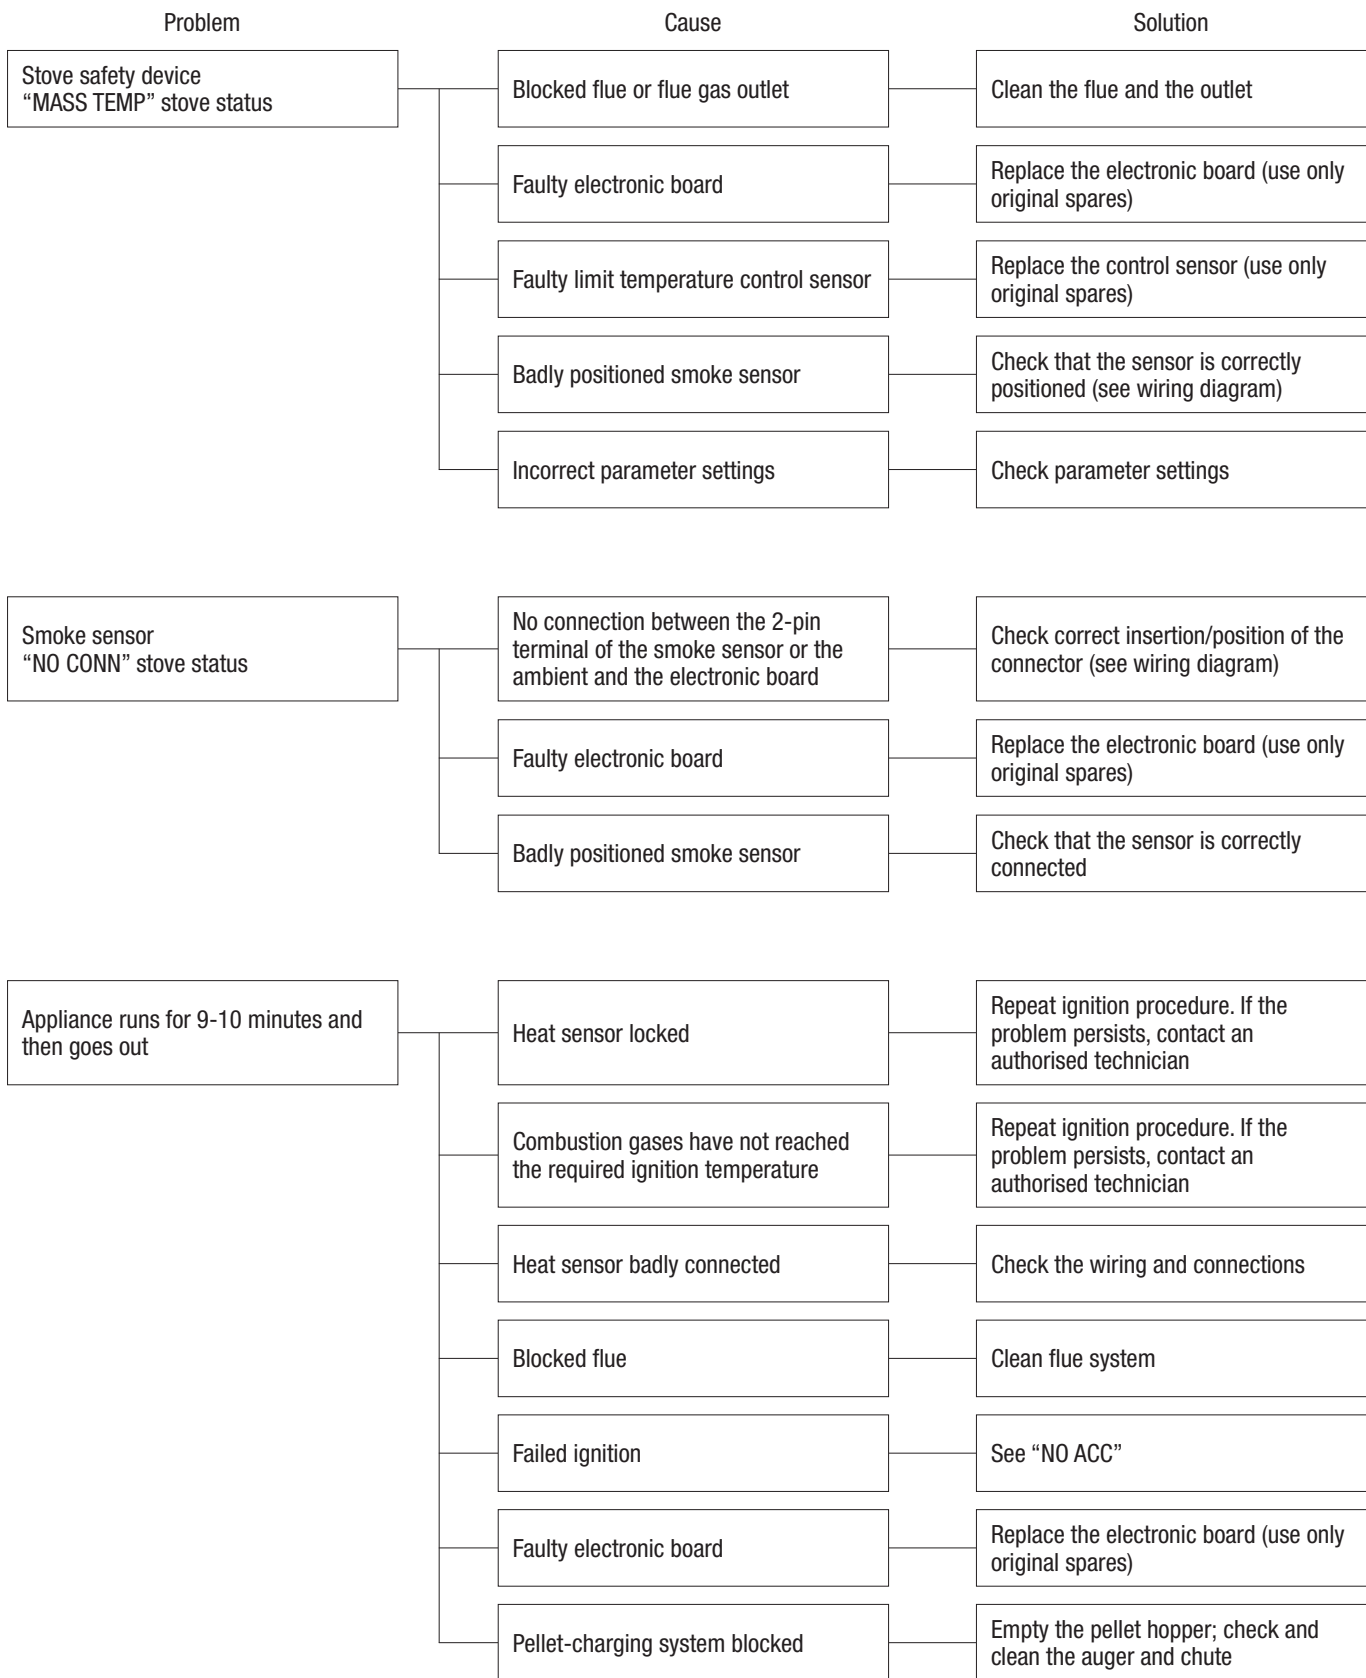 Problem
Cause
Solution
Stove safety device
“MASS TEMP” stove status
Blocked flue or flue gas outlet
Clean the flue and the outlet
Faulty electronic board
Replace the electronic board (use only
original spares)
Faulty limit temperature control sensor
Replace the control sensor (use only
original spares)
Badly positioned smoke sensor
Check that the sensor is correctly
positioned (see wiring diagram)
Incorrect parameter settings
Check parameter settings
Smoke sensor
“NO CONN” stove status
No connection between the 2-pin
terminal of the smoke sensor or the
ambient and the electronic board
Check correct insertion/position of the
connector (see wiring diagram)
Faulty electronic board
Replace the electronic board (use only
original spares)
Badly positioned smoke sensor
Check that the sensor is correctly
connected
Appliance runs for 9-10 minutes and
then goes out
Heat sensor locked
Repeat ignition procedure. If the
problem persists, contact an
authorised technician
Combustion gases have not reached
the required ignition temperature
Repeat ignition procedure. If the
problem persists, contact an
authorised technician
Heat sensor badly connected
Check the wiring and connections
Blocked flue
Clean flue system
Failed ignition
See “NO ACC”
Faulty electronic board
Replace the electronic board (use only
original spares)
Pellet-charging system blocked
Empty the pellet hopper; check and
clean the auger and chute